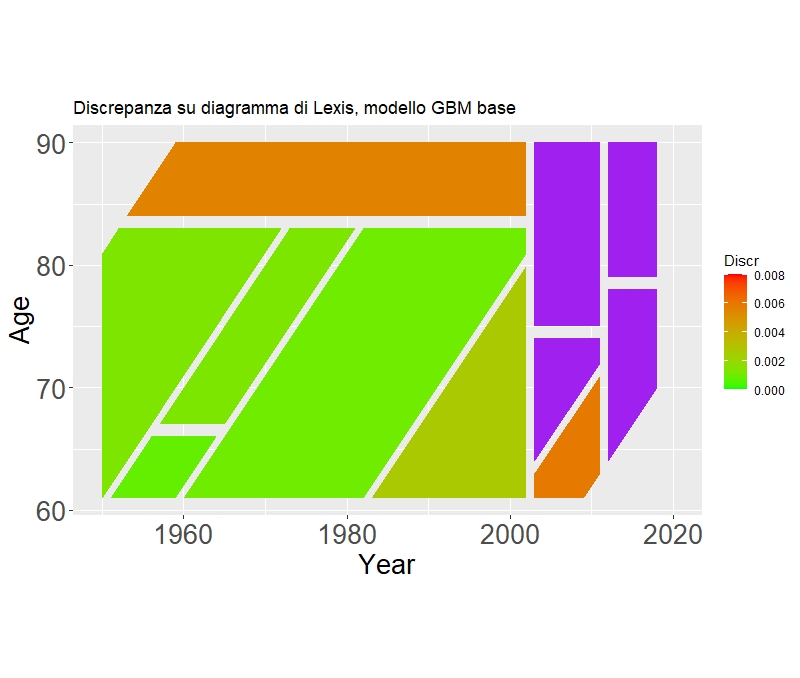 Discrepanza su diagramma di Lexis, modello GBM base
90
80
70
60
Age
1960 1980 2000 2020
Year
Discr
0.008
0.006
0.004
0.002
0.000